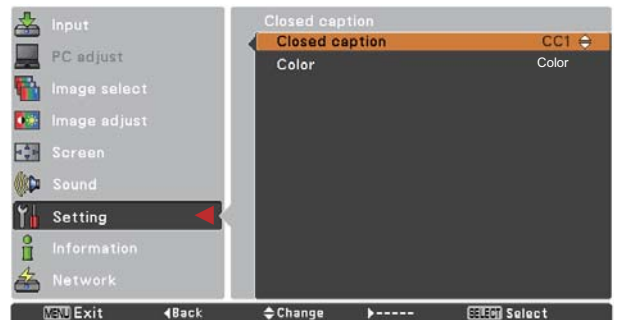 Input
PC adjust
Image select
Image adjust
Screen
Sound
Setting
Information
Network
Closed caption
Closed caption CC1
Color Color
MENU Exit Back Change ----- SELECT Select